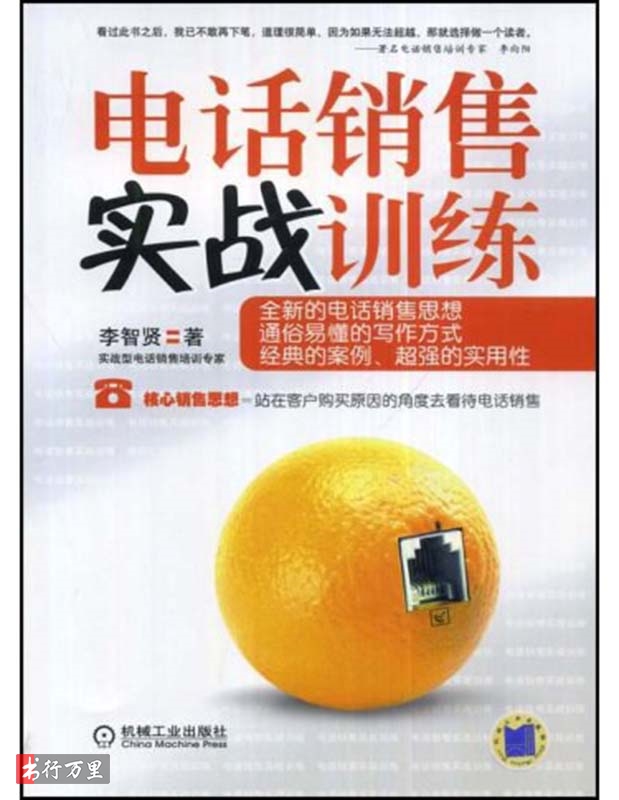 看过此书之后，我已不敢再下笔，道理很简单，因为如果无法超越，那就选择做一个读者。
——著名电话销售培训专家 李向阳
电话销售
实战训练
全新的电话销售思想
通俗易懂的写作方式
经典的案例、超强的实用性
李智贤 著
实战型电话销售培训专家
核心销售思想 站在客户购买原因的角度去看待电话销售
机械工业出版社
China Machine Press
书行万里